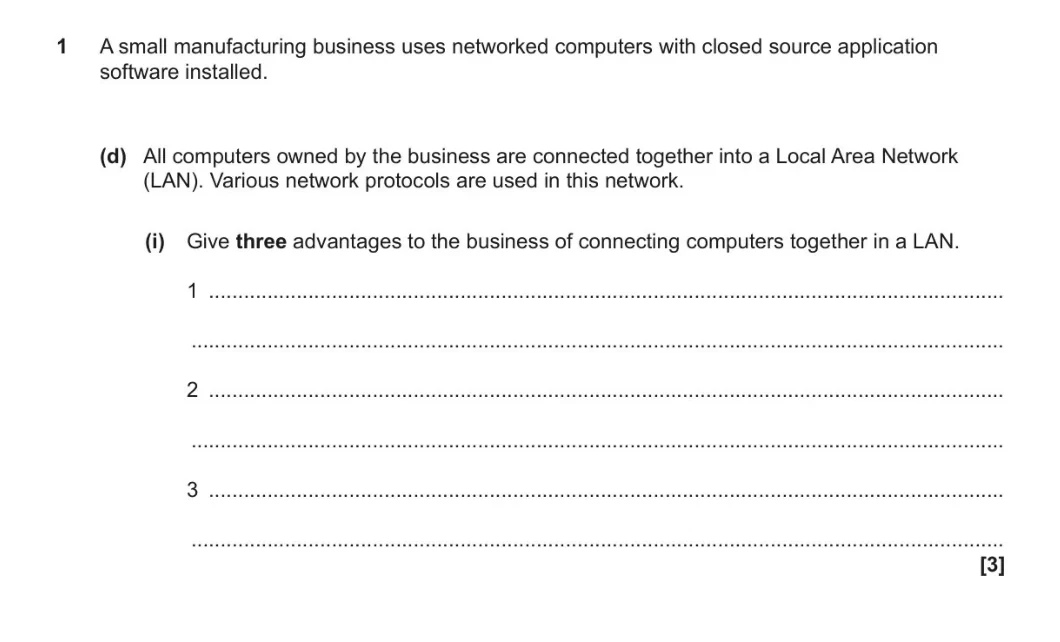 1 A small manufacturing business uses networked computers with closed source application
software installed.
(d) All computers owned by the business are connected together into a Local Area Network
(LAN). Various network protocols are used in this network.
(i) Give three advantages to the business of connecting computers together in a LAN.
1 ........................................................................................................................................
...........................................................................................................................................
2 ........................................................................................................................................
...........................................................................................................................................
3 ........................................................................................................................................
...........................................................................................................................................
[3]